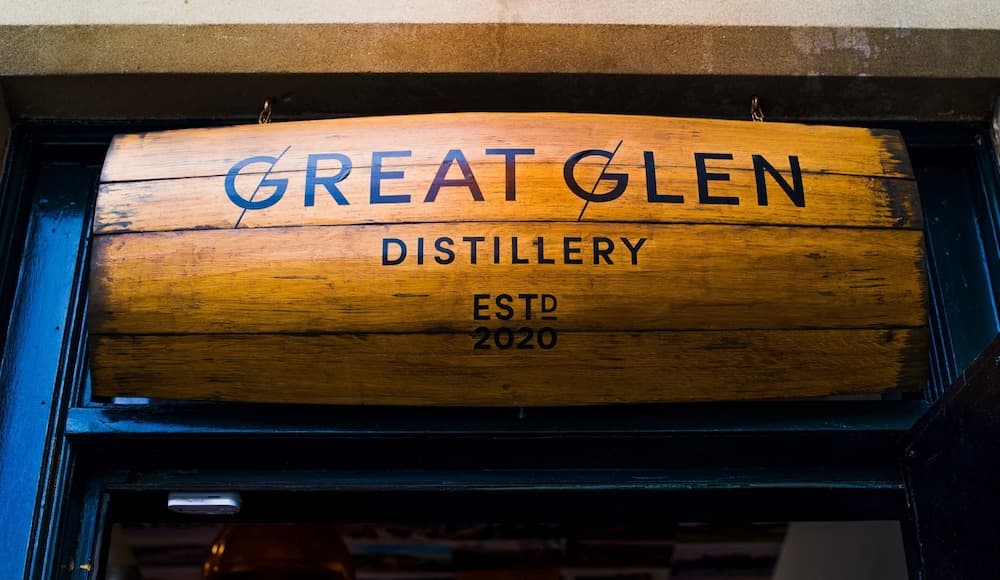 GREAT GLEN
DISTILLERY
ESTD
2020